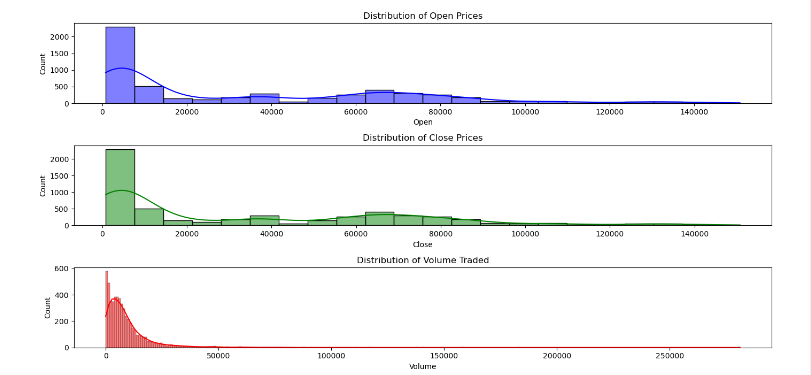 Distribution of Open Prices
2000
1500
1000
500
0
Count
0 20000 40000 60000 80000 100000 120000 140000
Open
Distribution of Close Prices
2000
1500
1000
500
0
Count
0 20000 40000 60000 80000 100000 120000 140000
Close
Distribution of Volume Traded
600
400
200
0
Count
0 50000 100000 150000 200000 250000
Volume